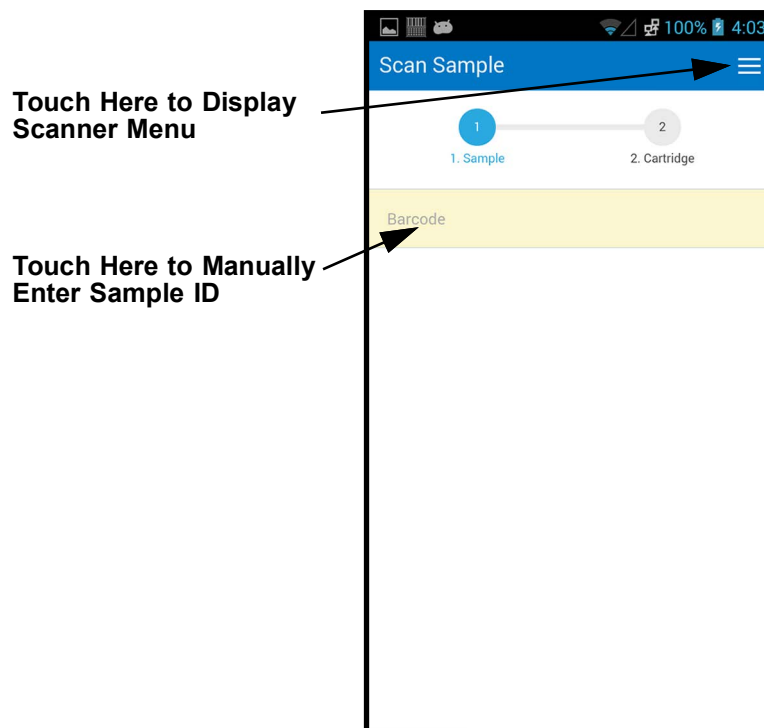 100% 4:03
Scan Sample
Touch Here to Display
Scanner Menu
1
2
1. Sample
2. Cartridge
Barcode
Touch Here to Manually
Enter Sample ID